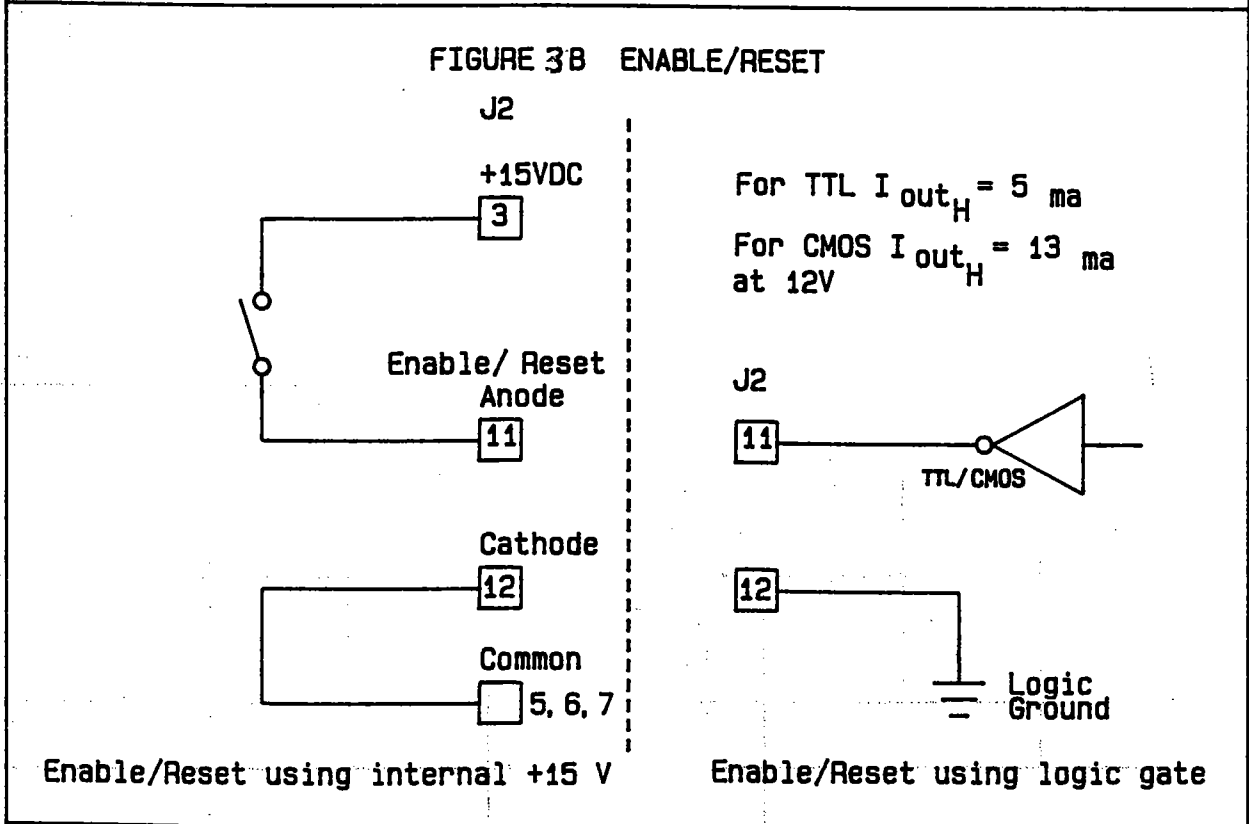 FIGURE 3B ENABLE/RESET
J2
+15VDC
3
Enable/ Reset
Anode
11
Cathode
12
Common
5, 6, 7
Enable/Reset using internal +15 V
For TTL I outH = 5 ma
For CMOS I outH = 13 ma
at 12V
J2
11
TTL/CMOS
12
Logic
Ground
Enable/Reset using logic gate